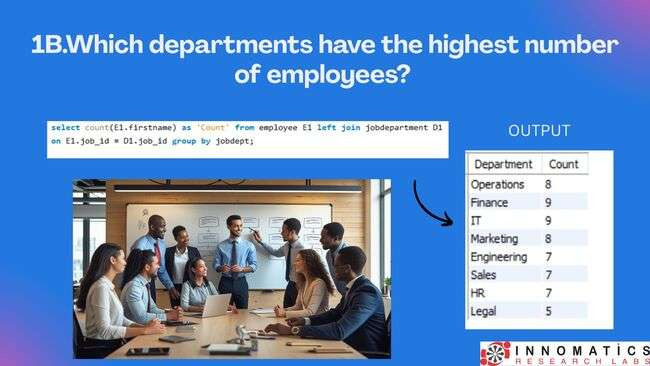 1B.Which departments have the highest number
of employees?
select count(E1.firstname) as 'Count' from employee E1 left join jobdepartment D1
on E1.job_id = D1.job_id group by jobdept;
OUTPUT
Department Count
Operations 8
Finance 9
IT 9
Marketing 8
Engineering 7
Sales 7
HR 7
Legal 5
INNOMATICS
RESEARCH LABS